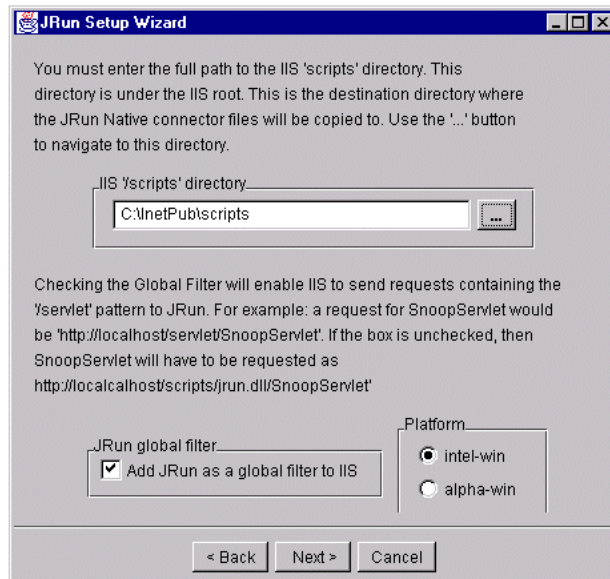 JRun Setup Wizard
You must enter the full path to the IIS 'scripts' directory. This
directory is under the IIS root. This is the destination directory where
the JRun Native connector files will be copied to. Use the '...' button
to navigate to this directory.
IIS '/scripts' directory
C:\InetPub\scripts
...
Checking the Global Filter will enable IIS to send requests containing the
'/servlet' pattern to JRun. For example: a request for SnoopServlet would
be 'http://localhost/servlet/SnoopServlet'. If the box is unchecked, then
SnoopServlet will have to be requested as
http://localcalhost/scripts/jrun.dll/SnoopServlet'
JRun global filter
Add JRun as a global filter to IIS
Platform
intel-win
alpha-win
< Back Next > Cancel